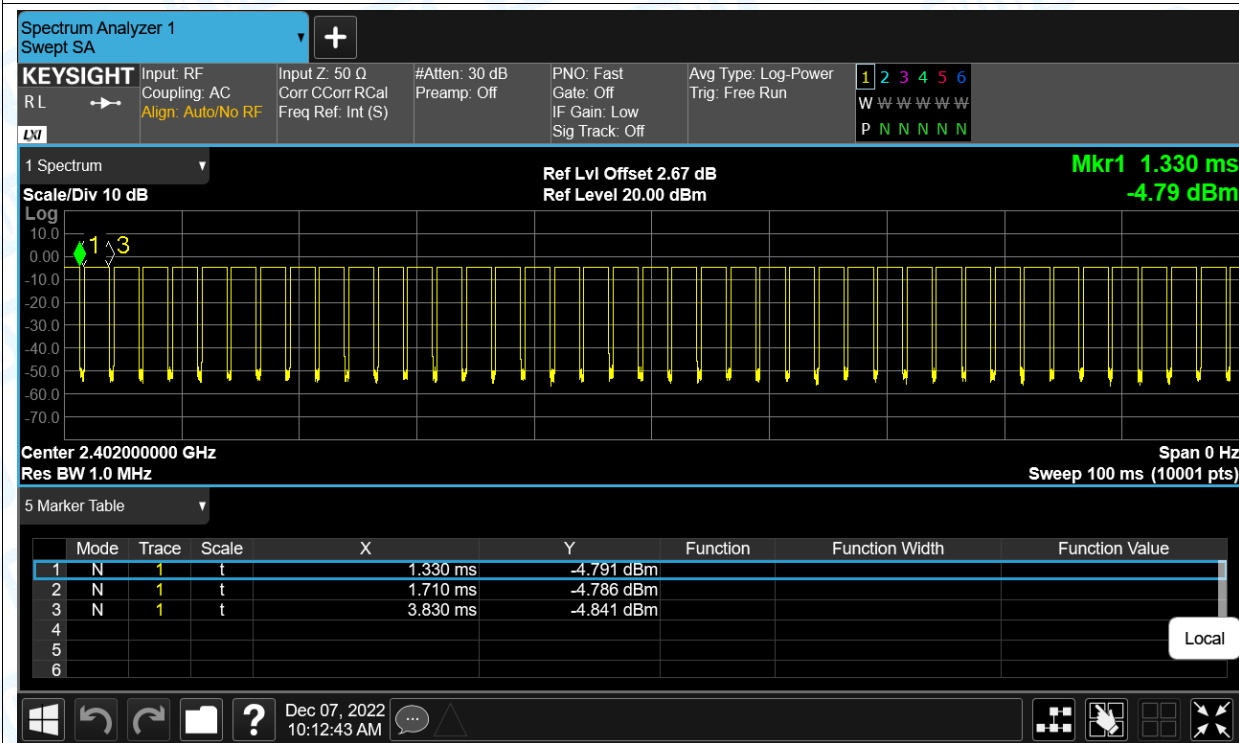 Spectrum Analyzer 1
Swept SA
+
KEYSIGHT
R L
LXI
Input: RF
Coupling: AC
Align: Auto/No RF
Input Z: 50 Ω
Corr CCorr RCal
Freq Ref: Int (S)
#Atten: 30 dB
Preamp: Off
PNO: Fast
Gate: Off
IF Gain: Low
Sig Track: Off
Avg Type: Log-Power
Trig: Free Run
1 2 3 4 5 6
W W W W W W
P N N N N N
1 Spectrum
Scale/Div 10 dB
Ref Lvl Offset 2.67 dB
Ref Level 20.00 dBm
Mkr1 1.330 ms
-4.79 dBm
Log
10.0
0.00
-10.0
-20.0
-30.0
-40.0
-50.0
-60.0
-70.0
1 3
Center 2.402000000 GHz
Span 0 Hz
Res BW 1.0 MHz
Sweep 100 ms (10001 pts)
5 Marker Table
Mode Trace Scale X Y Function Function Width Function Value
1 N 1 t 1.330 ms -4.791 dBm
2 N 1 t 1.710 ms -4.786 dBm
3 N 1 t 3.830 ms -4.841 dBm
4
5
6
Local
?
Dec 07, 2022
10:12:43 AM